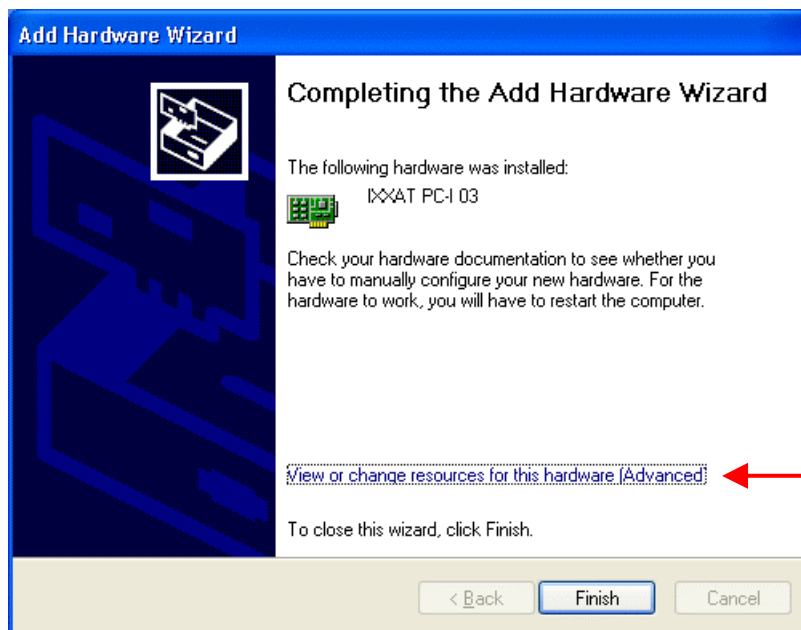 Add Hardware Wizard
Completing the Add Hardware Wizard
The following hardware was installed:
IXXAT PC-I 03
Check your hardware documentation to see whether you
have to manually configure your new hardware. For the
hardware to work, you will have to restart the computer.
View or change resources for this hardware (Advanced)
To close this wizard, click Finish.
< Back Finish Cancel